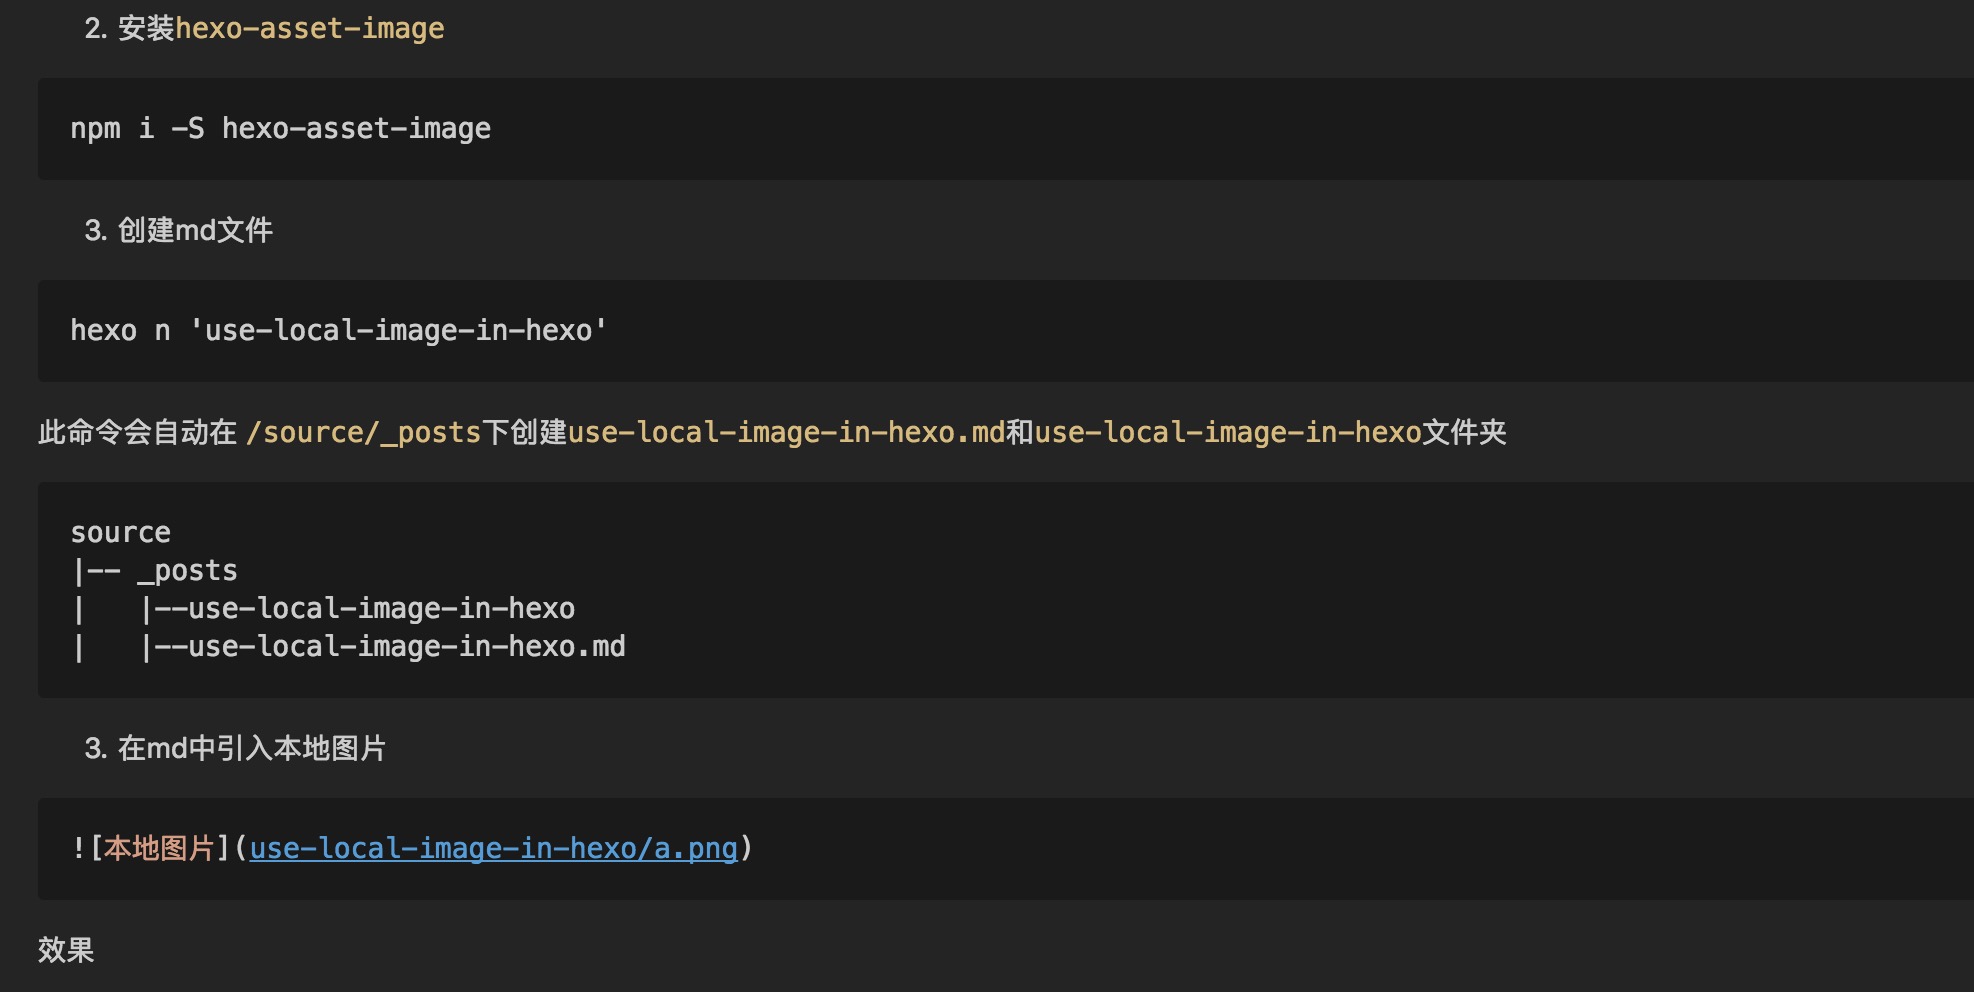 2. 安装hexo-asset-image
npm i -S hexo-asset-image
3. 创建md文件
hexo n 'use-local-image-in-hexo'
此命令会自动在 /source/_posts下创建use-local-image-in-hexo.md和use-local-image-in-hexo文件夹
source
|-- _posts
|   |--use-local-image-in-hexo
|   |--use-local-image-in-hexo.md
3. 在md中引入本地图片
![本地图片](use-local-image-in-hexo/a.png)
效果